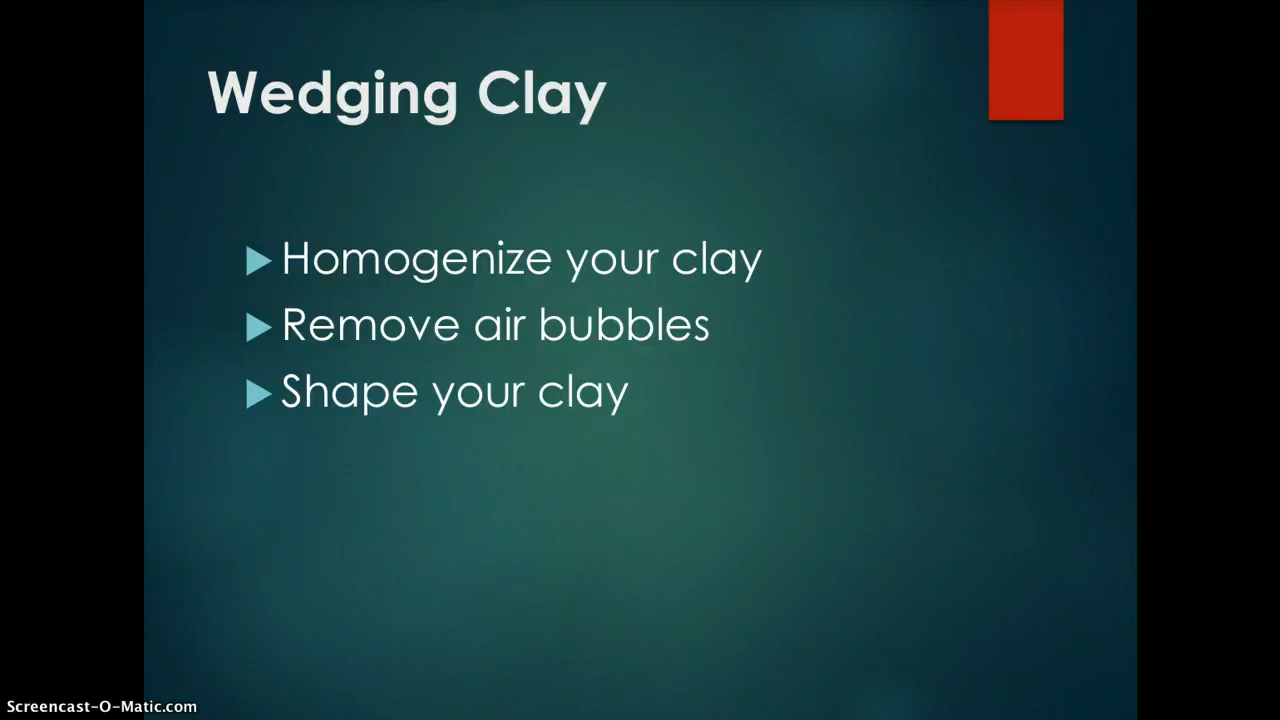 Wedging Clay
Homogenize your clay
Remove air bubbles
Shape your clay
Screencast-O-Matic.com